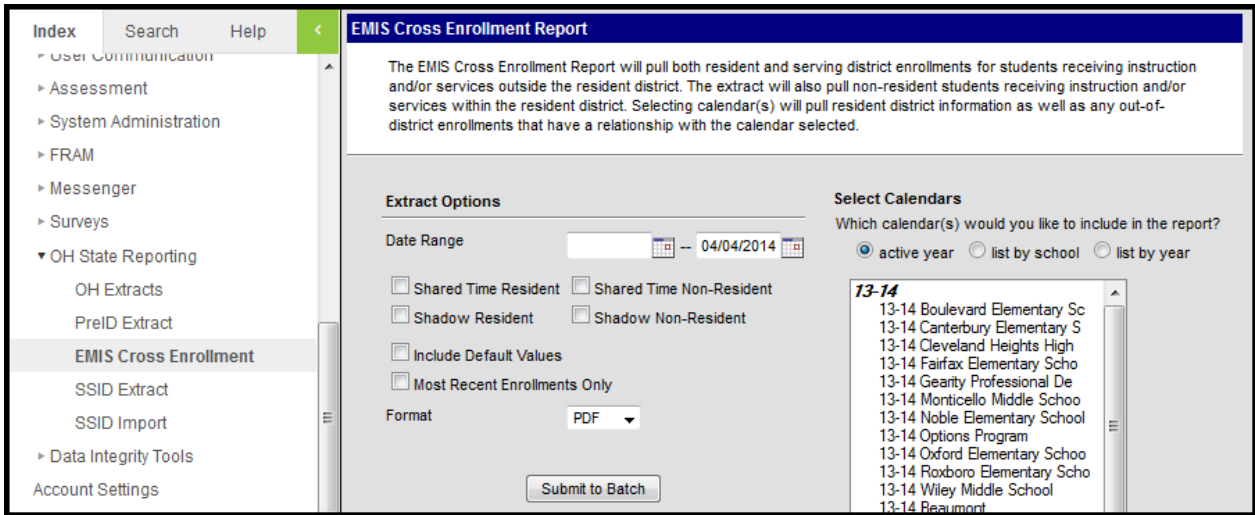 Index Search Help <
User Communication
Assessment
System Administration
FRAM
Messenger
Surveys
OH State Reporting
OH Extracts
PreID Extract
EMIS Cross Enrollment
SSID Extract
SSID Import
Data Integrity Tools
Account Settings
EMIS Cross Enrollment Report
The EMIS Cross Enrollment Report will pull both resident and serving district enrollments for students receiving instruction
and/or services outside the resident district. The extract will also pull non-resident students receiving instruction and/or
services within the resident district. Selecting calendar(s) will pull resident district information as well as any out-of-
district enrollments that have a relationship with the calendar selected.
Extract Options
Date Range -- 04/04/2014
Shared Time Resident Shared Time Non-Resident
Shadow Resident Shadow Non-Resident
Include Default Values
Most Recent Enrollments Only
Format PDF
Submit to Batch
Select Calendars
Which calendar(s) would you like to include in the report?
active year list by school list by year
13-14
13-14 Boulevard Elementary Sc
13-14 Canterbury Elementary S
13-14 Cleveland Heights High
13-14 Fairfax Elementary Scho
13-14 Gearity Professional De
13-14 Monticello Middle Schoo
13-14 Noble Elementary School
13-14 Options Program
13-14 Oxford Elementary Schoo
13-14 Roxboro Elementary Scho
13-14 Wiley Middle School
13-14 Beaumont